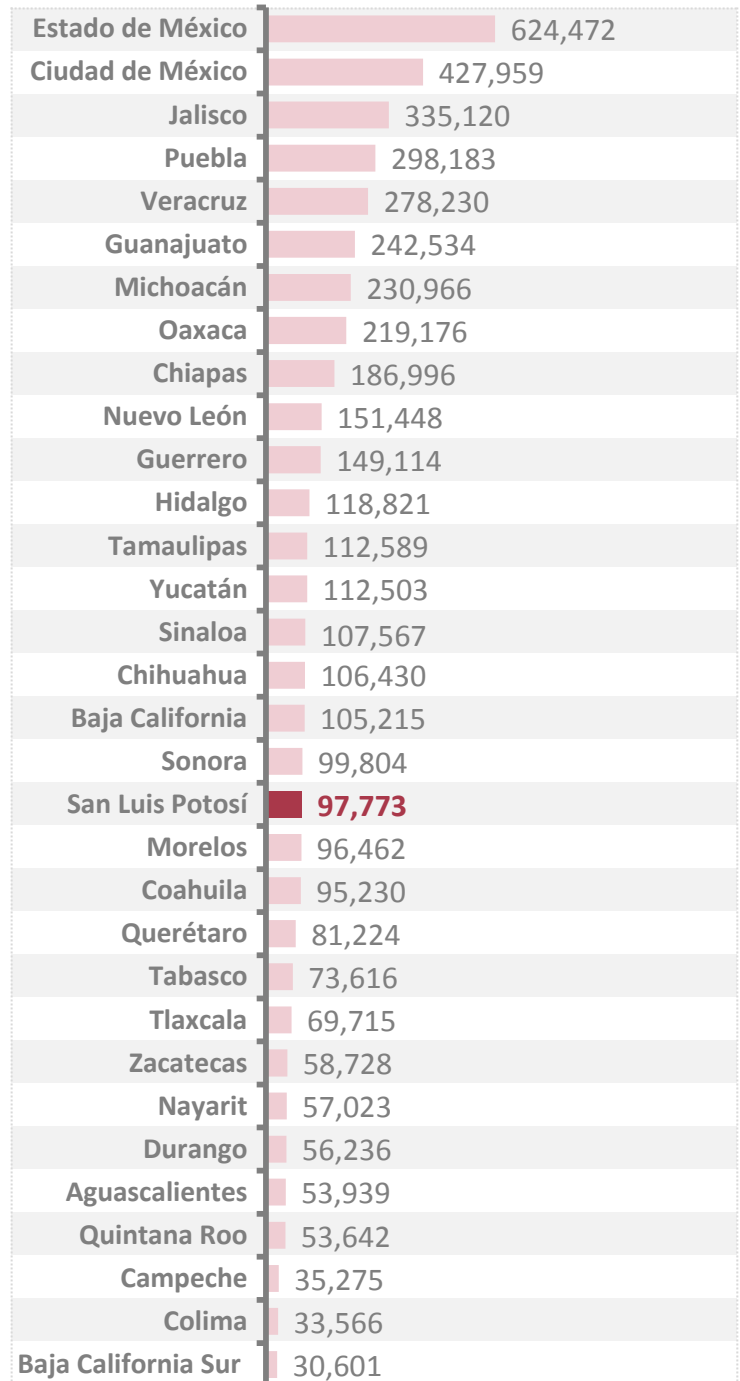 Estado de México 624,472
Ciudad de México 427,959
Jalisco 335,120
Puebla 298,183
Veracruz 278,230
Guanajuato 242,534
Michoacán 230,966
Oaxaca 219,176
Chiapas 186,996
Nuevo León 151,448
Guerrero 149,114
Hidalgo 118,821
Tamaulipas 112,589
Yucatán 112,503
Sinaloa 107,567
Chihuahua 106,430
Baja California 105,215
Sonora 99,804
San Luis Potosí 97,773
Morelos 96,462
Coahuila 95,230
Querétaro 81,224
Tabasco 73,616
Tlaxcala 69,715
Zacatecas 58,728
Nayarit 57,023
Durango 56,236
Aguascalientes 53,939
Quintana Roo 53,642
Campeche 35,275
Colima 33,566
Baja California Sur 30,601